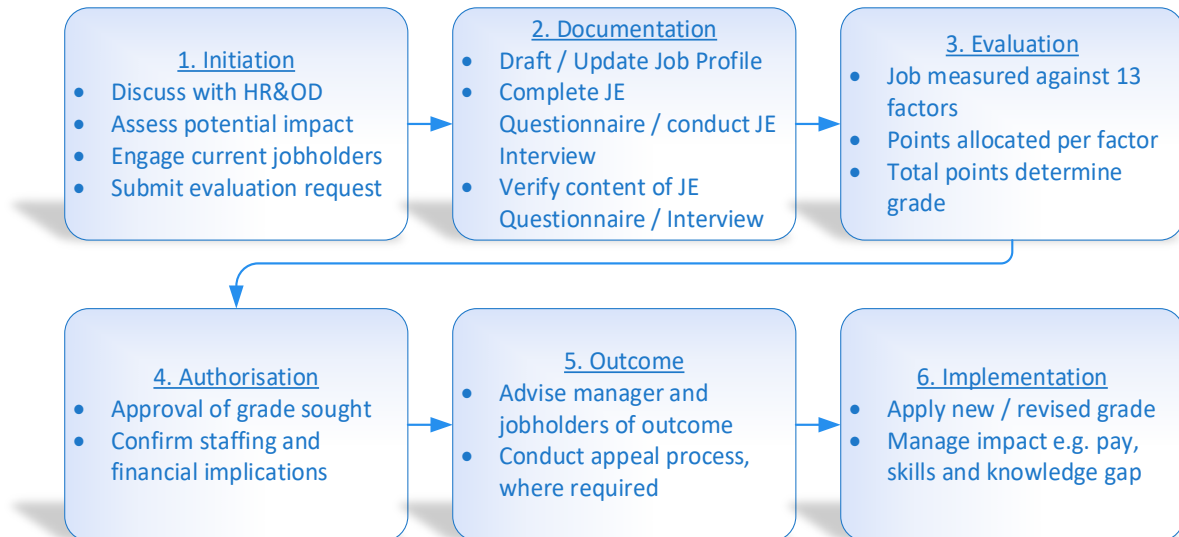 1. Initiation
• Discuss with HR&OD
• Assess potential impact
• Engage current jobholders
• Submit evaluation request
2. Documentation
• Draft / Update Job Profile
• Complete JE
Questionnaire / conduct JE
Interview
• Verify content of JE
Questionnaire / Interview
3. Evaluation
• Job measured against 13
factors
• Points allocated per factor
• Total points determine
grade
4. Authorisation
• Approval of grade sought
• Confirm staffing and
financial implications
5. Outcome
• Advise manager and
jobholders of outcome
• Conduct appeal process,
where required
6. Implementation
• Apply new / revised grade
• Manage impact e.g. pay,
skills and knowledge gap